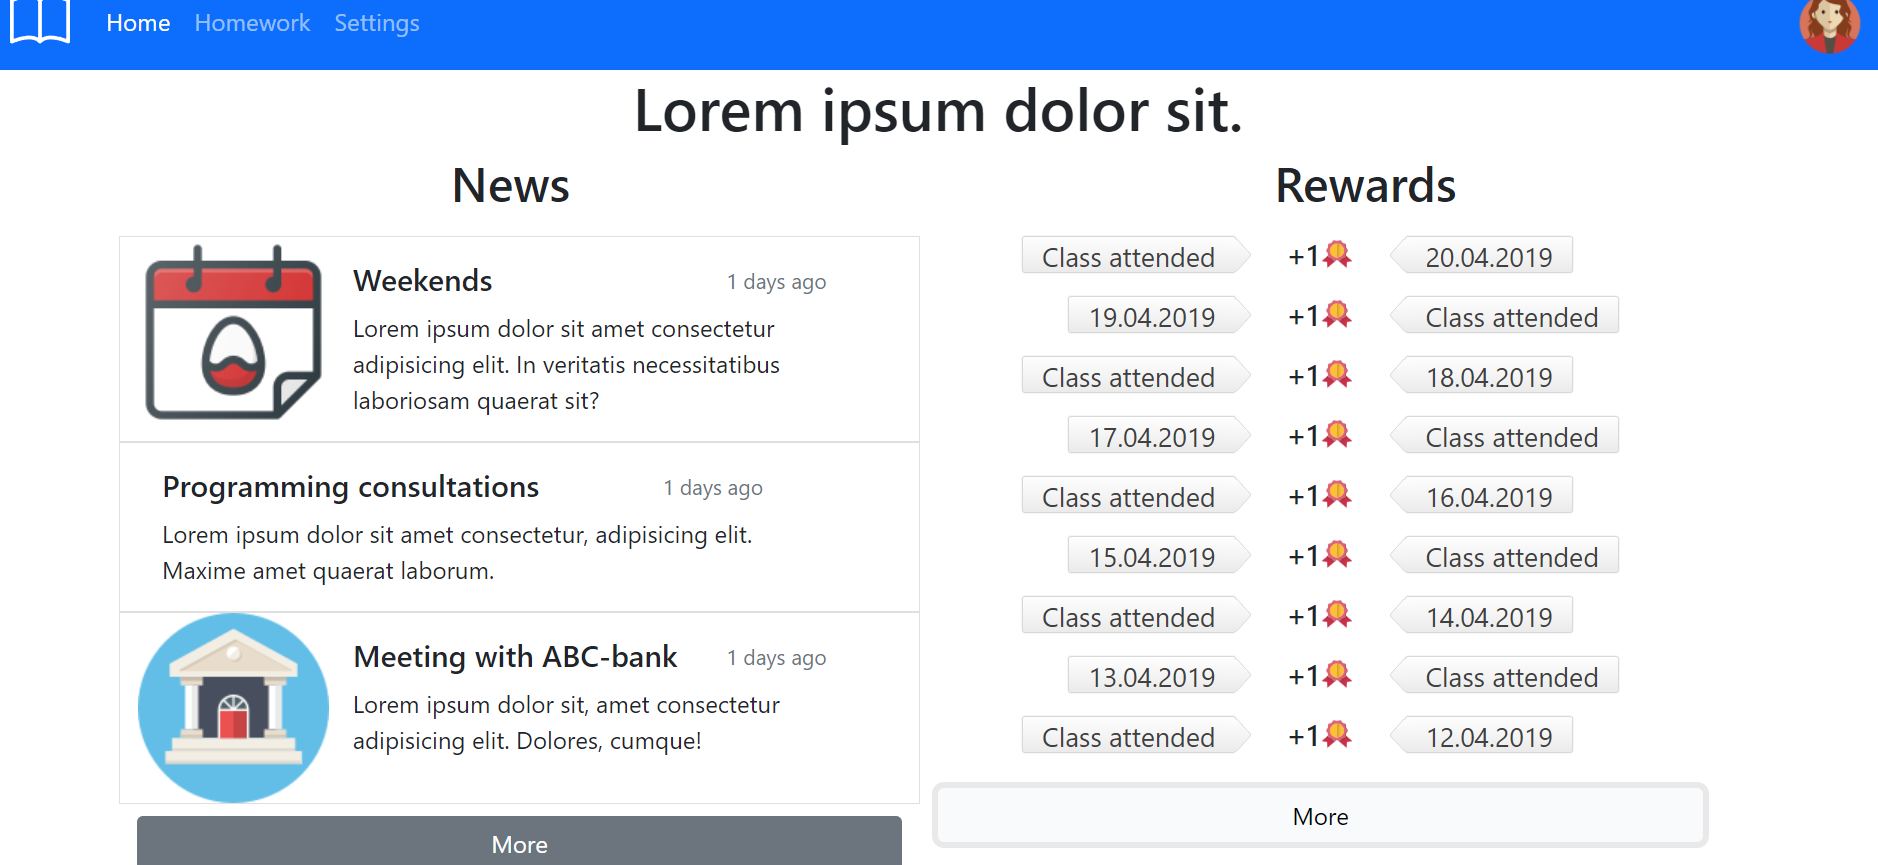 Home Homework Settings
Lorem ipsum dolor sit.
News
Weekends 1 days ago
Lorem ipsum dolor sit amet consectetur
adipisicing elit. In veritatis necessitatibus
laboriosam quaerat sit?
Programming consultations 1 days ago
Lorem ipsum dolor sit amet consectetur, adipisicing elit.
Maxime amet quaerat laborum.
Meeting with ABC-bank 1 days ago
Lorem ipsum dolor sit, amet consectetur
adipisicing elit. Dolores, cumque!
More
Rewards
Class attended +1 20.04.2019
19.04.2019 +1 Class attended
Class attended +1 18.04.2019
17.04.2019 +1 Class attended
Class attended +1 16.04.2019
15.04.2019 +1 Class attended
Class attended +1 14.04.2019
13.04.2019 +1 Class attended
Class attended +1 12.04.2019
More